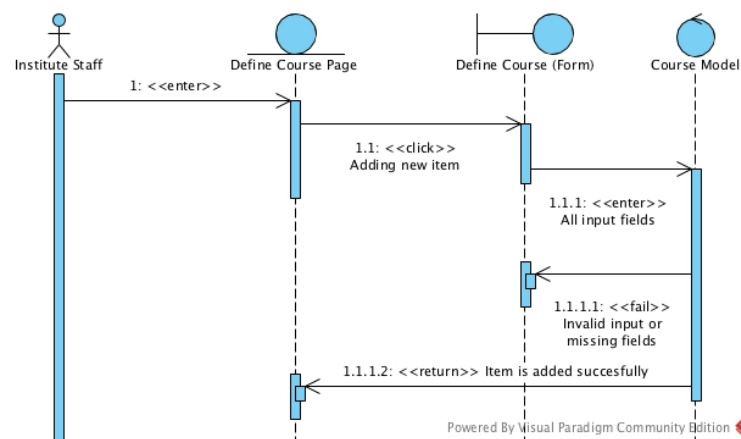 Institute Staff
Define Course Page
Define Course (Form)
Course Model
1: <<enter>>
1.1: <<click>>
Adding new item
1.1.1: <<enter>>
All input fields
1.1.1.1: <<fail>>
Invalid input or
missing fields
1.1.1.2: <<return>> Item is added succesfully
Powered By Visual Paradigm Community Edition